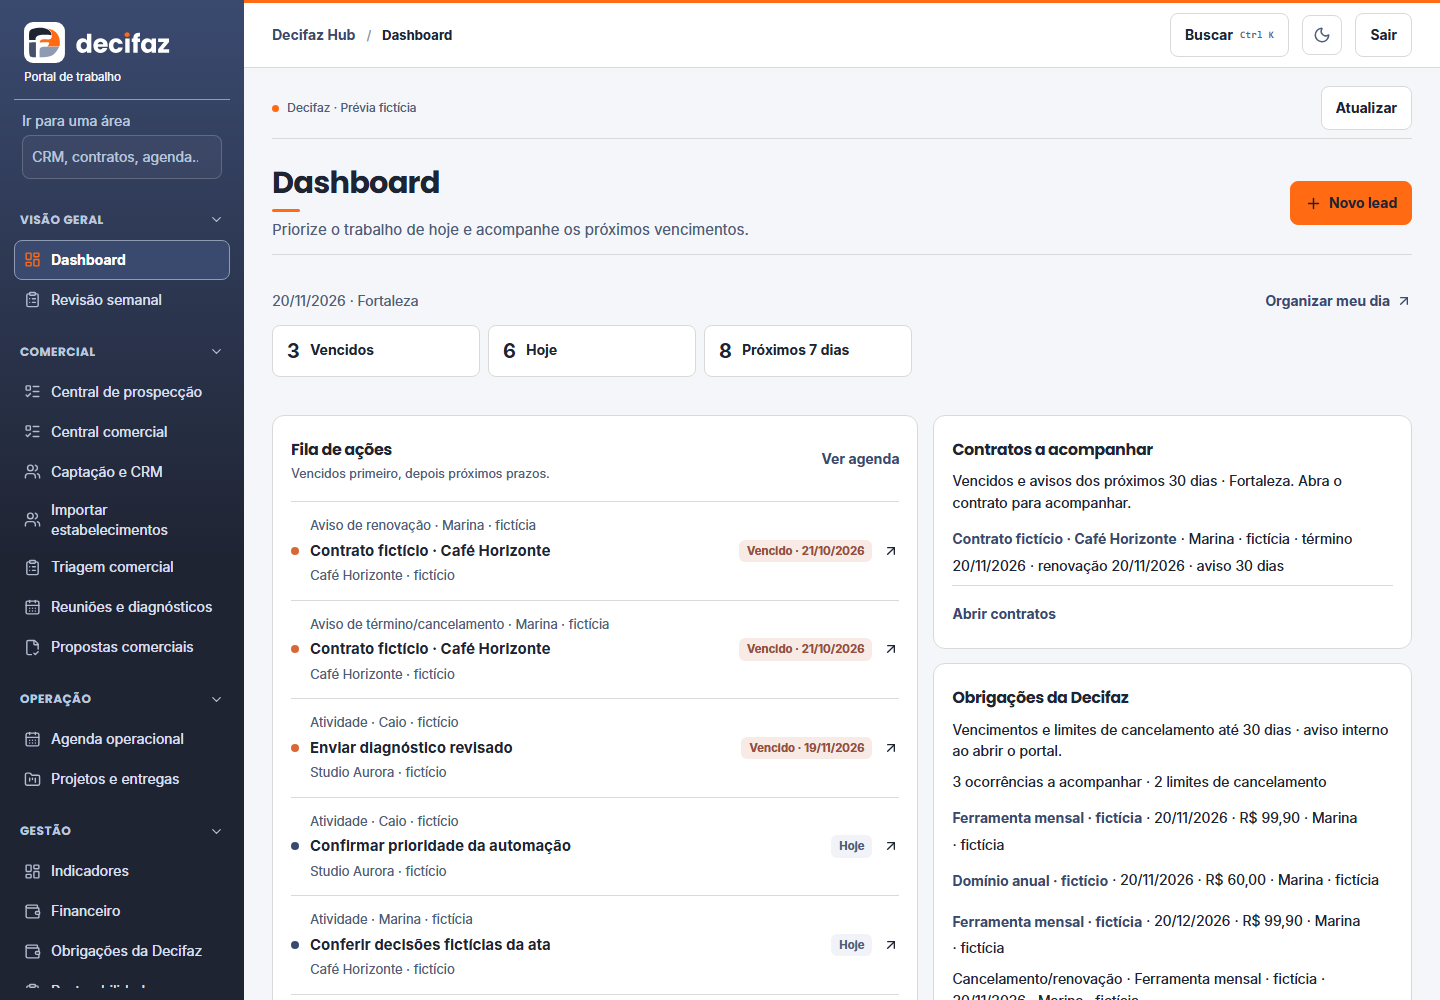 decifaz
Portal de trabalho
Ir para uma área
CRM, contratos, agenda..
VISÃO GERAL
Dashboard
Revisão semanal
COMERCIAL
Central de prospecção
Central comercial
Captação e CRM
Importar
estabelecimentos
Triagem comercial
Reuniões e diagnósticos
Propostas comerciais
OPERAÇÃO
Agenda operacional
Projetos e entregas
GESTÃO
Indicadores
Financeiro
Obrigações da Decifaz
Decifaz Hub / Dashboard
Buscar Ctrl K
Sair
Decifaz · Prévia fictícia
Atualizar
Dashboard
Priorize o trabalho de hoje e acompanhe os próximos vencimentos.
+ Novo lead
20/11/2026 · Fortaleza
Organizar meu dia
3 Vencidos
6 Hoje
8 Próximos 7 dias
Fila de ações
Vencidos primeiro, depois próximos prazos.
Ver agenda
Aviso de renovação · Marina · fictícia
Contrato fictício · Café Horizonte
Café Horizonte · fictício
Vencido · 21/10/2026
Aviso de término/cancelamento · Marina · fictícia
Contrato fictício · Café Horizonte
Café Horizonte · fictício
Vencido · 21/10/2026
Atividade · Caio · fictício
Enviar diagnóstico revisado
Studio Aurora · fictício
Vencido · 19/11/2026
Atividade · Caio · fictício
Confirmar prioridade da automação
Studio Aurora · fictício
Hoje
Atividade · Marina · fictícia
Conferir decisões fictícias da ata
Café Horizonte · fictício
Hoje
Contratos a acompanhar
Vencidos e avisos dos próximos 30 dias · Fortaleza. Abra o
contrato para acompanhar.
Contrato fictício · Café Horizonte · Marina · fictícia · término
20/11/2026 · renovação 20/11/2026 · aviso 30 dias
Abrir contratos
Obrigações da Decifaz
Vencimentos e limites de cancelamento até 30 dias · aviso interno
ao abrir o portal.
3 ocorrências a acompanhar · 2 limites de cancelamento
Ferramenta mensal · fictícia · 20/11/2026 · R$ 99,90 · Marina
· fictícia
Domínio anual · fictício · 20/11/2026 · R$ 60,00 · Marina · fictícia
Ferramenta mensal · fictícia · 20/12/2026 · R$ 99,90 · Marina
· fictícia
Cancelamento/renovação · Ferramenta mensal · fictícia ·
20/11/2026 · Marina · fictícia